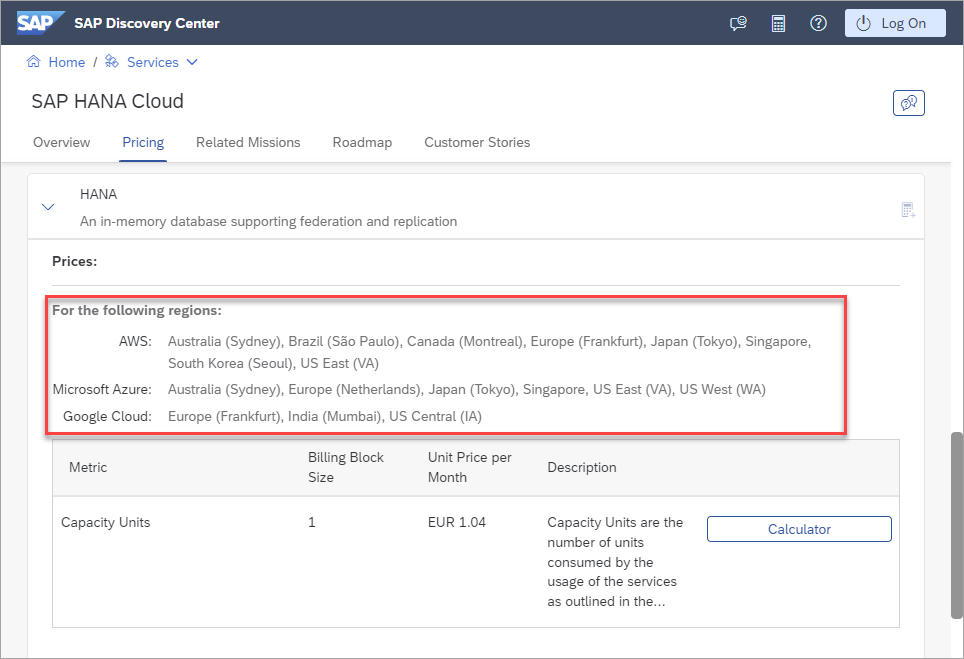 SAP SAP Discovery Center
Log On
Home / Services
SAP HANA Cloud
Overview Pricing Related Missions Roadmap Customer Stories
HANA
An in-memory database supporting federation and replication
Prices:
For the following regions:
AWS: Australia (Sydney), Brazil (São Paulo), Canada (Montreal), Europe (Frankfurt), Japan (Tokyo), Singapore,
South Korea (Seoul), US East (VA)
Microsoft Azure: Australia (Sydney), Europe (Netherlands), Japan (Tokyo), Singapore, US East (VA), US West (WA)
Google Cloud: Europe (Frankfurt), India (Mumbai), US Central (IA)
Metric
Billing Block
Size
Unit Price per
Month
Description
Capacity Units
1
EUR 1.04
Capacity Units are the
number of units
consumed by the
usage of the services
as outlined in the...
Calculator